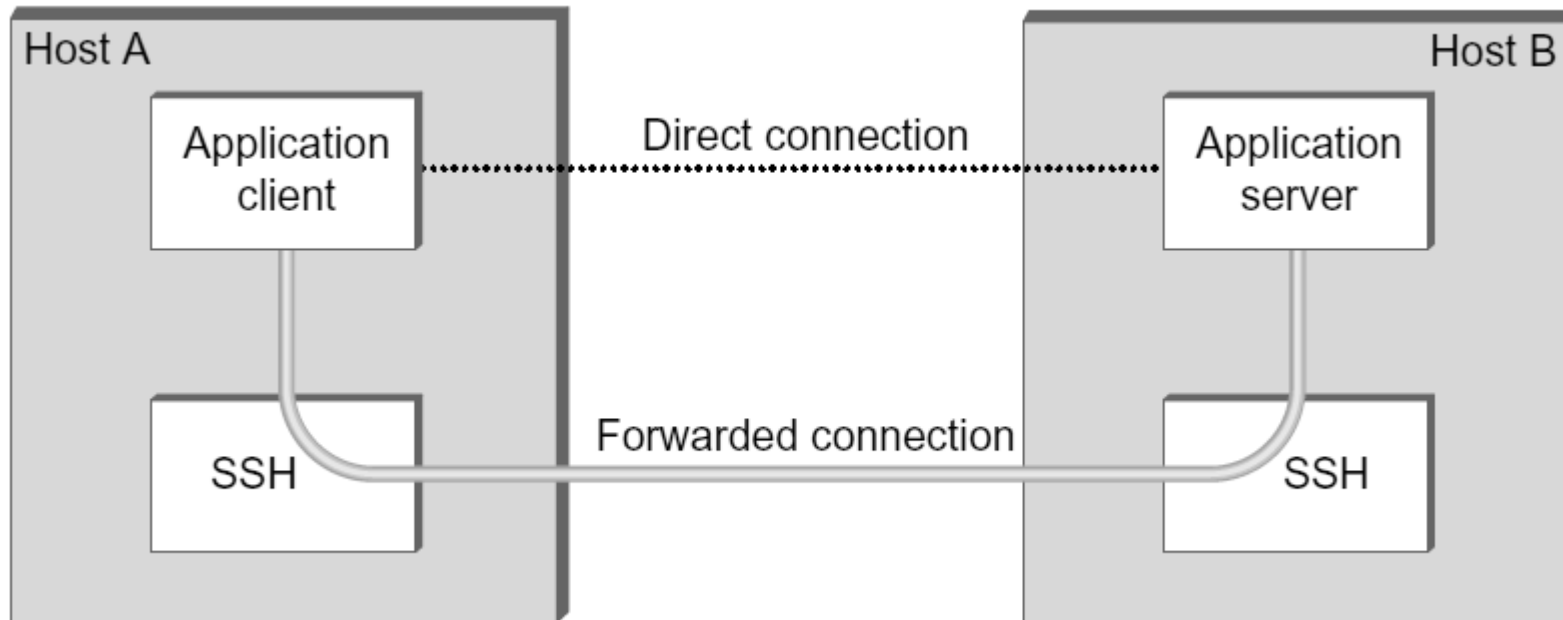 Host A
Host B
Application
client
Direct connection
Application
server
Forwarded connection
SSH
SSH